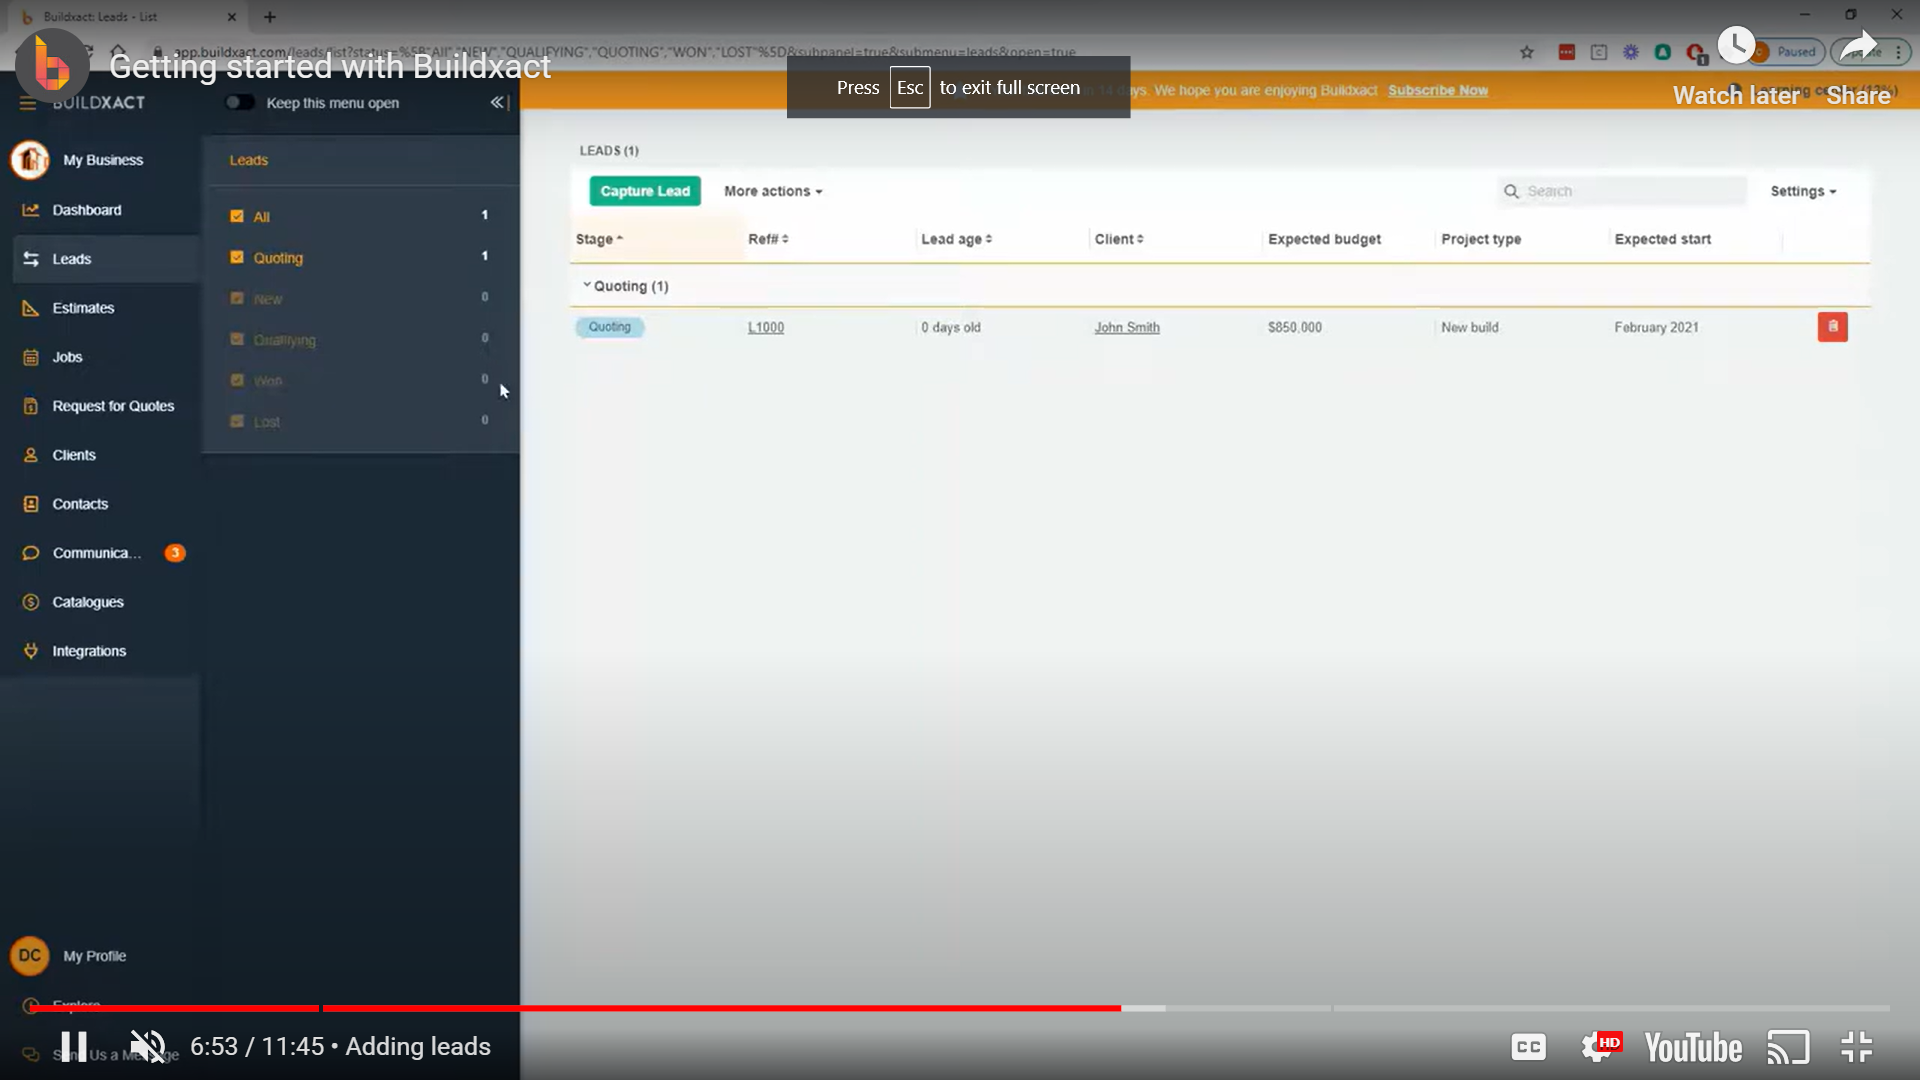 Buildxact: Leads - List
app.buildxact.com/leads/list?status=%5B"All","NEW","QUALIFYING","QUOTING","WON","LOST"%5D&subpanel=true&submenu=leads&open=true
Paused
Getting started with Buildxact
Press Esc to exit full screen
14 days. We hope you are enjoying Buildxact Subscribe Now
Watch later
Share
BUILDXACT
Keep this menu open
My Business
Dashboard
Leads
Estimates
Jobs
Request for Quotes
Clients
Contacts
Communica... 3
Catalogues
Integrations
DC My Profile
Explore
Send Us a Message
Leads
All 1
Quoting 1
New 0
Qualifying 0
Won 0
Lost 0
LEADS (1)
Capture Lead More actions Search Settings
Stage Ref# Lead age Client Expected budget Project type Expected start
Quoting (1)
Quoting L1000 0 days old John Smith $850,000 New build February 2021
6:53 / 11:45 • Adding leads
CC HD YouTube